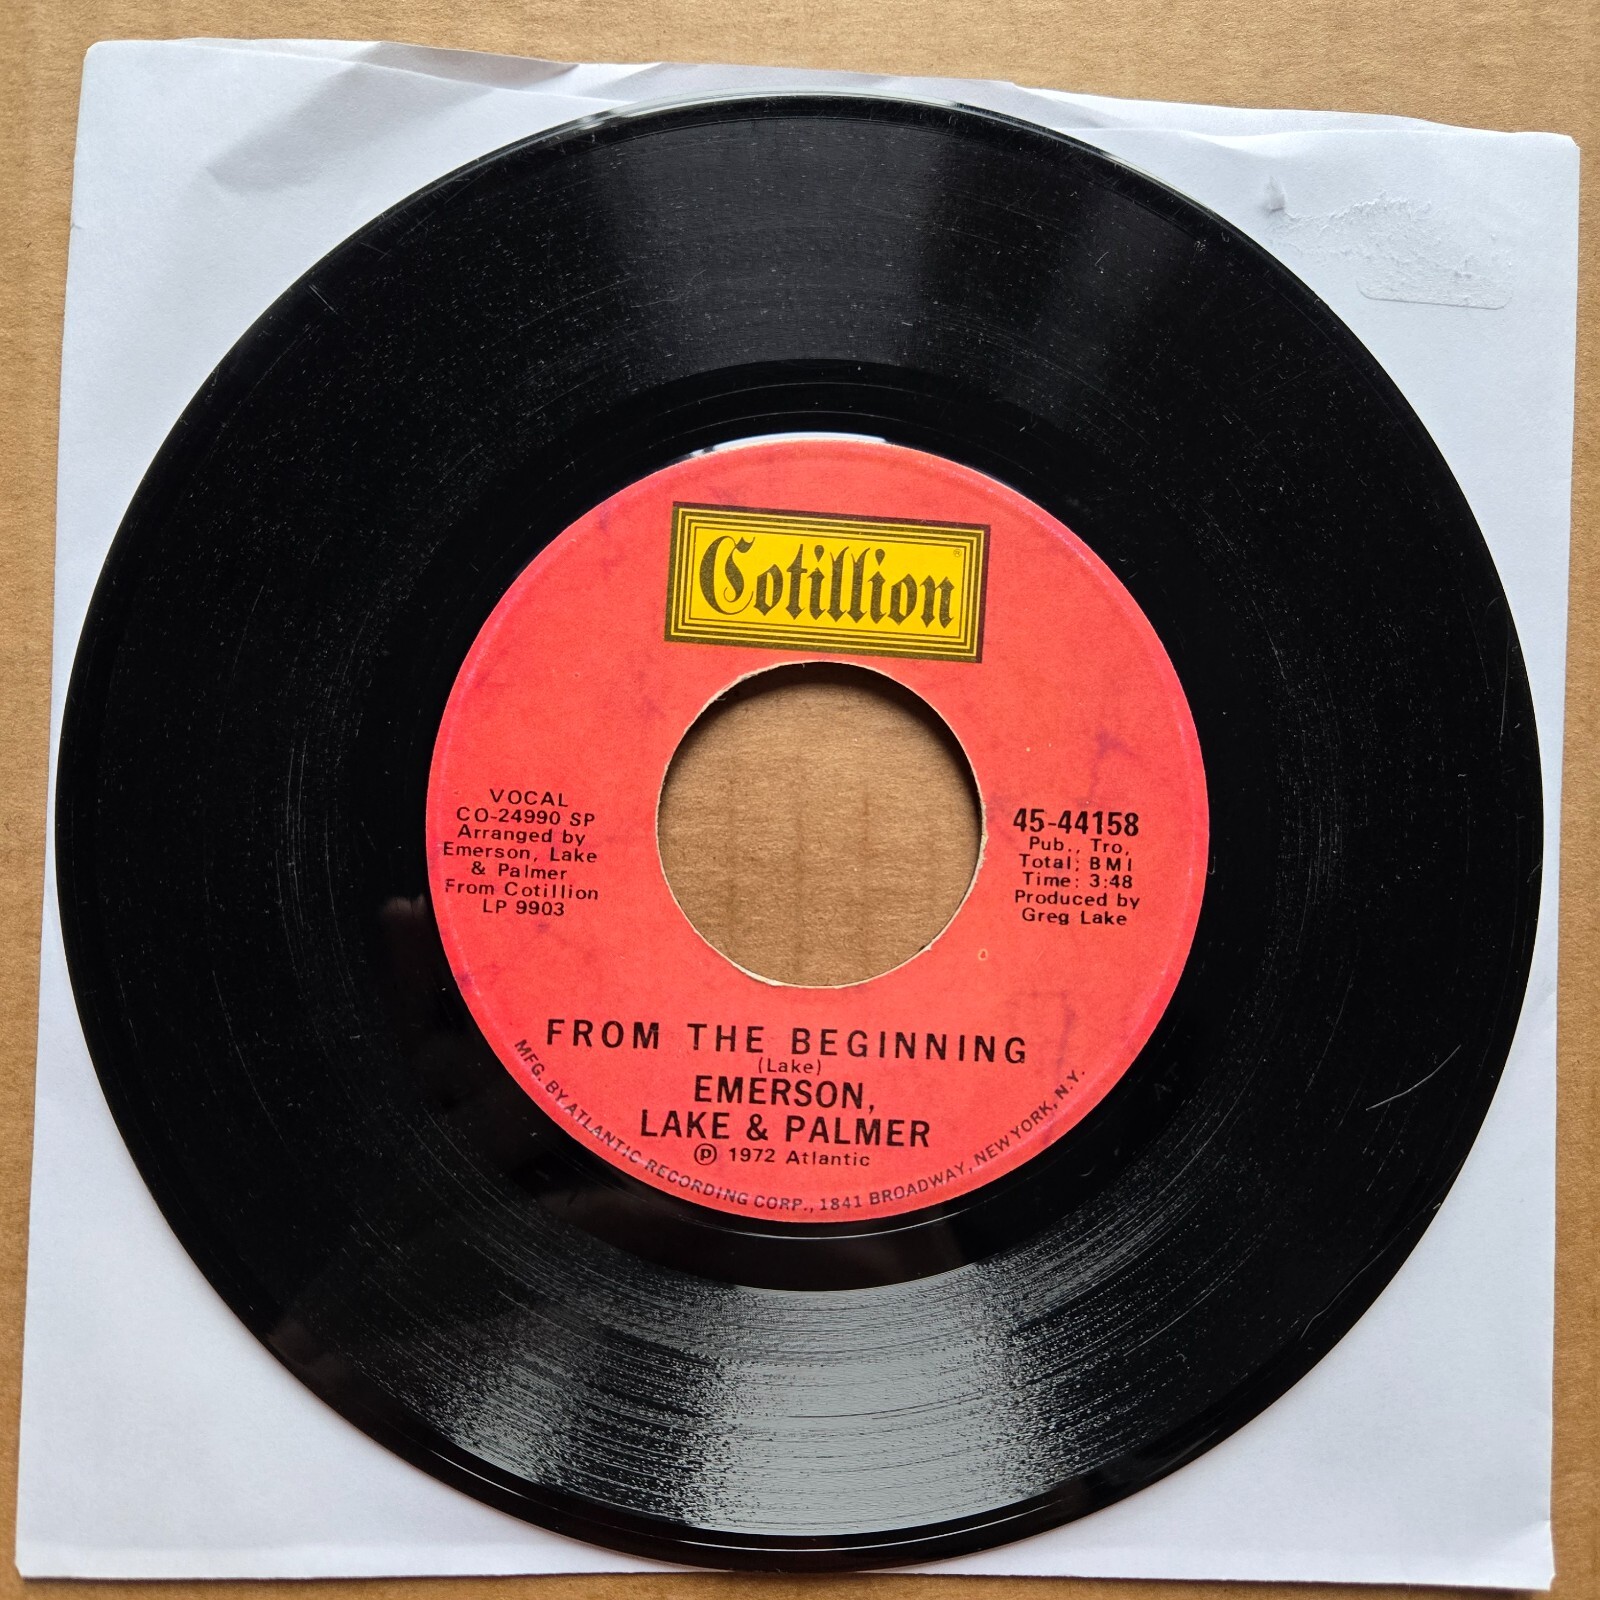 Cotillion®
VOCAL
CO-24990 SP
Arranged by
Emerson, Lake
& Palmer
From Cotillion
LP 9903
45-44158
Pub., Tro,
Total; BMI
Time: 3:48
Produced by
Greg Lake
FROM THE BEGINNING
(Lake)
EMERSON,
LAKE & PALMER
℗ 1972 Atlantic
MFG. BY ATLANTIC RECORDING CORP., 1841 BROADWAY, NEW YORK, N.Y.